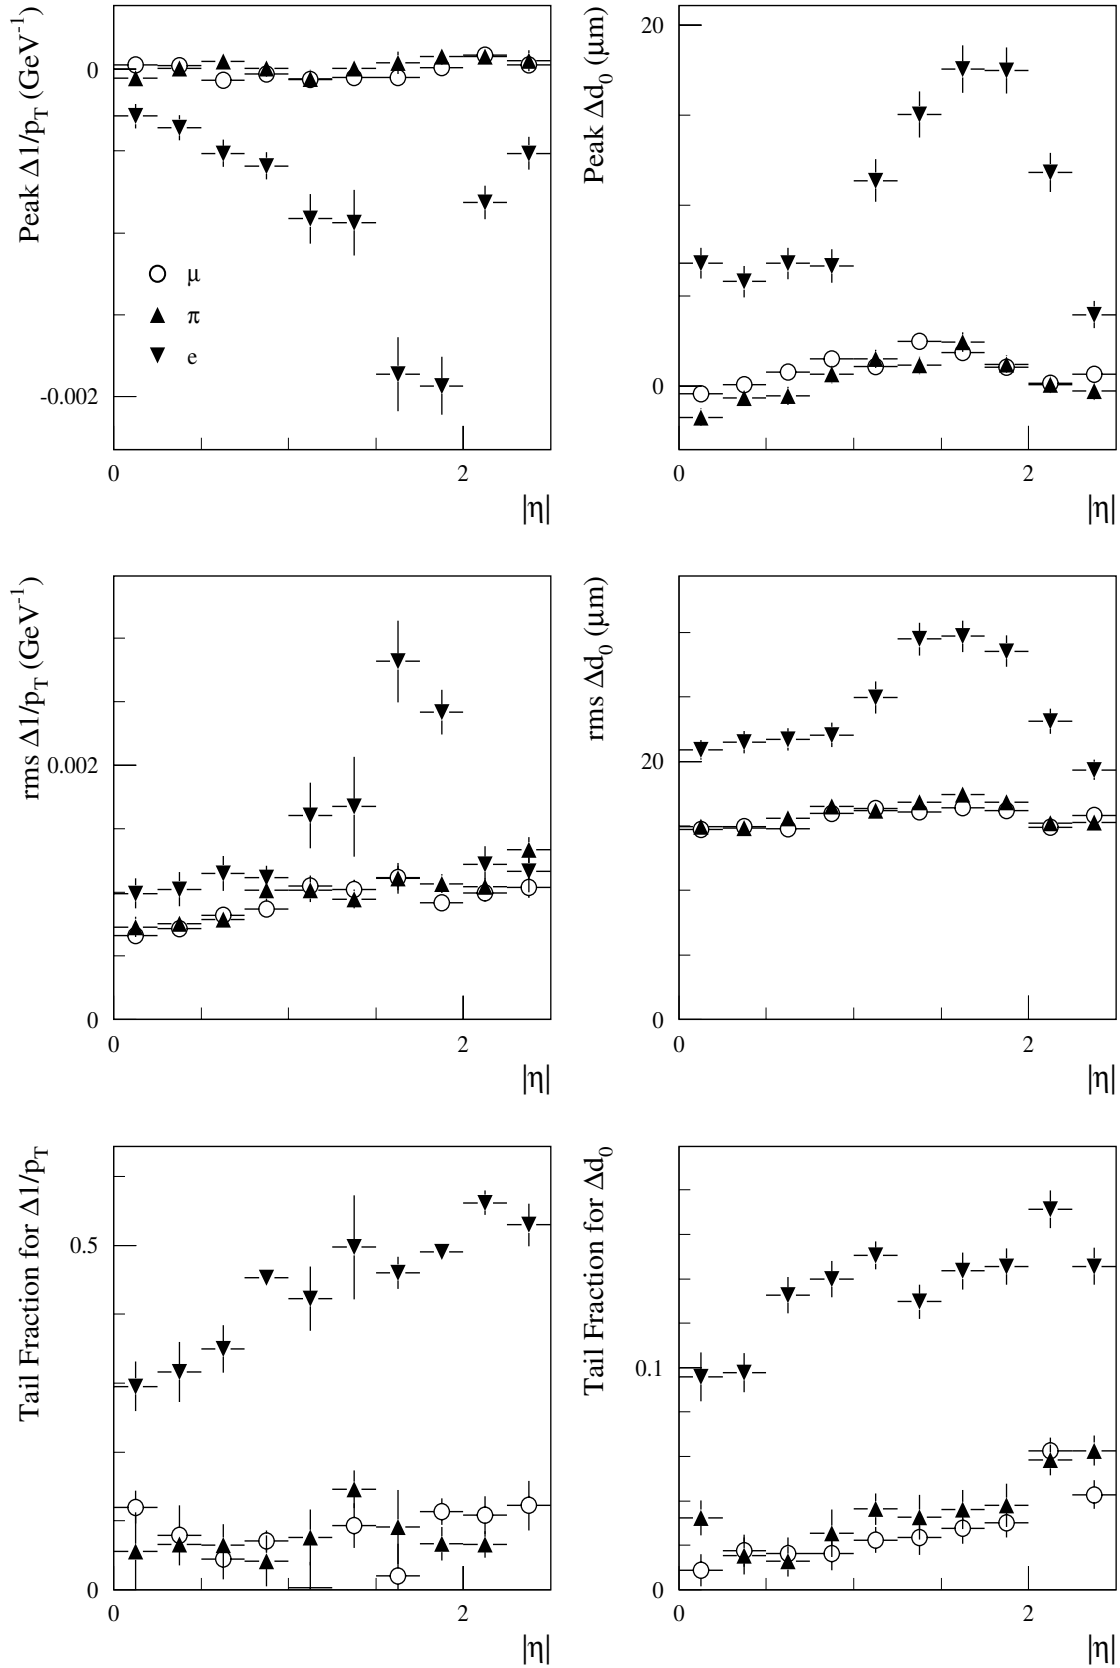 Peak Δ1/p_T (GeV^-1)
0
-0.002
μ
π
e
0 2
|η|
Peak Δd_0 (μm)
20
0
0 2
|η|
rms Δ1/p_T (GeV^-1)
0.002
0
0 2
|η|
rms Δd_0 (μm)
20
0
0 2
|η|
Tail Fraction for Δ1/p_T
0.5
0
0 2
|η|
Tail Fraction for Δd_0
0.1
0
0 2
|η|